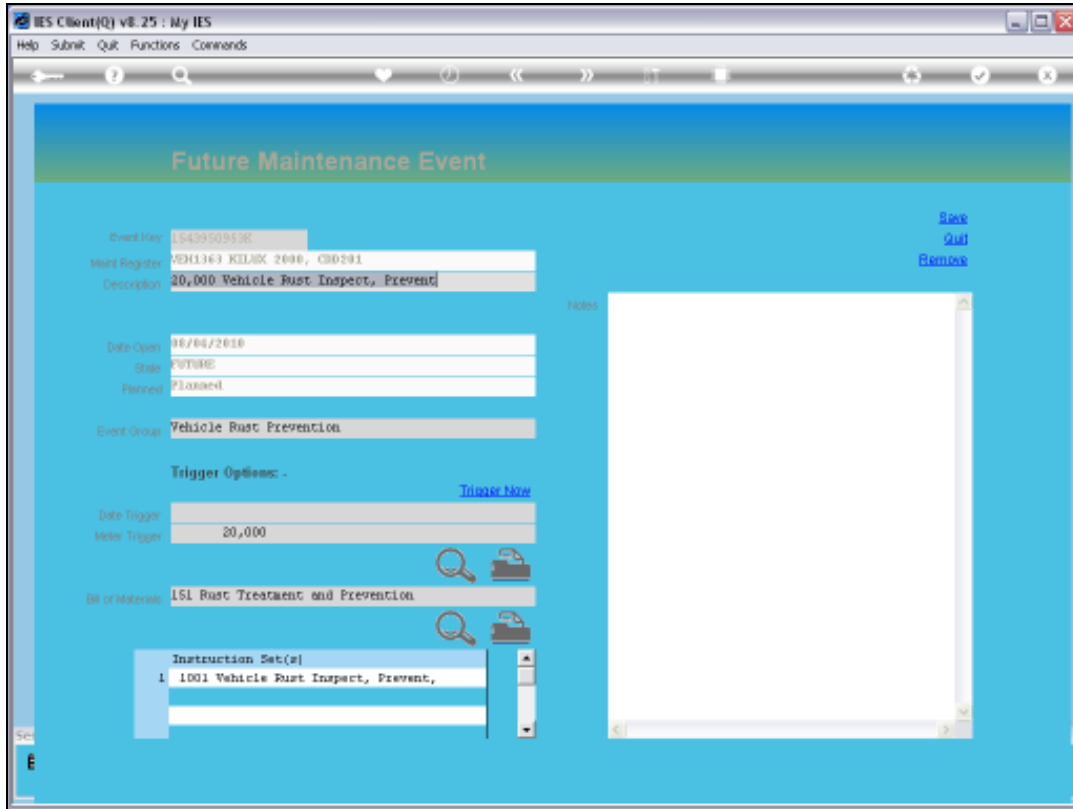 IES Client(Q) v8.25 : My IES
Help Submit Quit Functions Commands
Future Maintenance Event
Save
Quit
Remove
Event Key 1543950953K
Maint Register VEH1363 HILUX 2000, CDD201
Description 20,000 Vehicle Rust Inspect, Prevent
Notes
Date Open 08/04/2010
State FUTURE
Planned Planned
Event Group Vehicle Rust Prevention
Trigger Options: -
Trigger Now
Date Trigger
Meter Trigger 20,000
Bill of Materials 151 Rust Treatment and Prevention
Instruction Set(s)
1 1001 Vehicle Rust Inspect, Prevent,